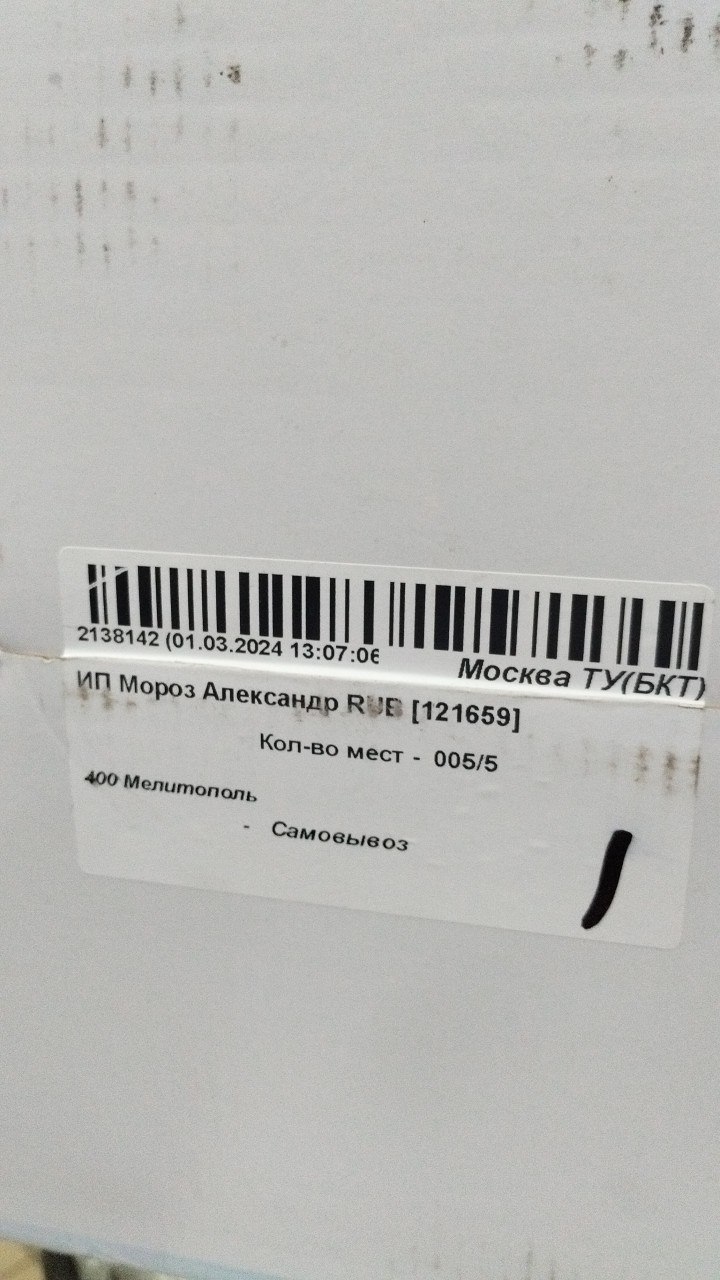 2138142 (01.03.2024 13:07:06
Москва ТУ(БКТ)
ИП Мороз Александр RUB [121659]
Кол-во мест - 005/5
400 Мелитополь
- Самовывоз